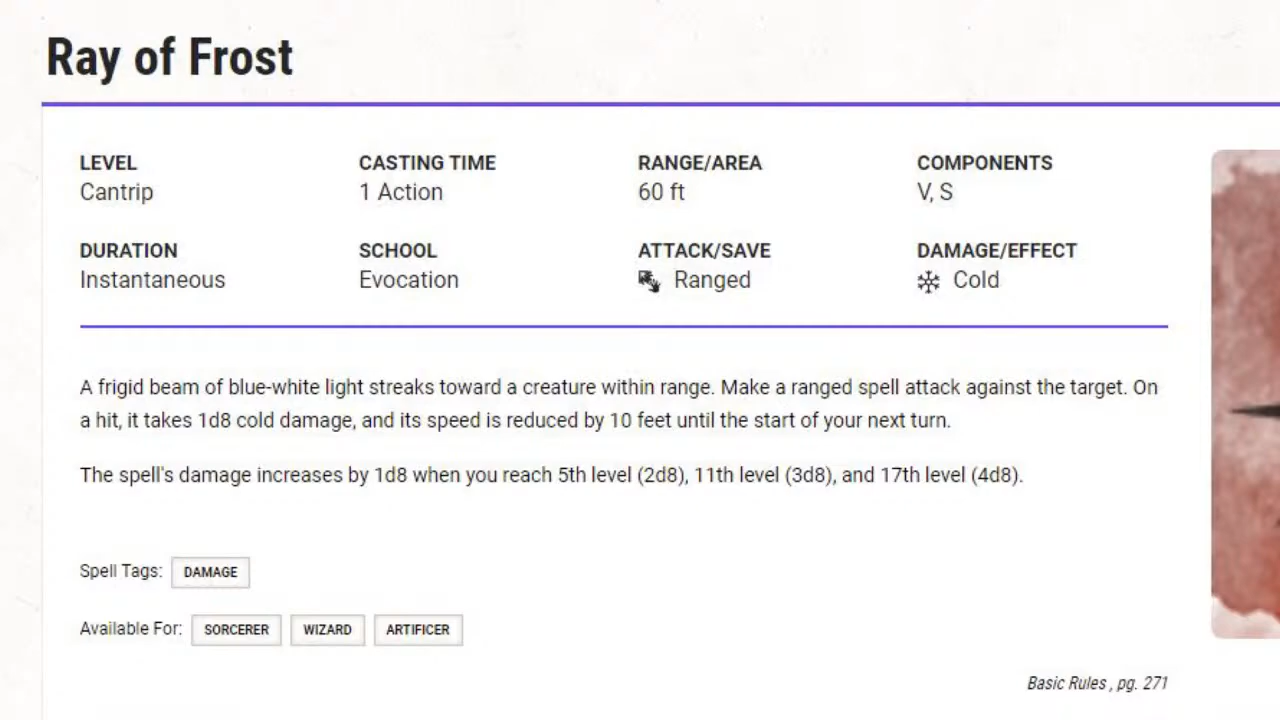 Ray of Frost
LEVEL CASTING TIME RANGE/AREA COMPONENTS
Cantrip 1 Action 60 ft V, S
DURATION SCHOOL ATTACK/SAVE DAMAGE/EFFECT
Instantaneous Evocation Ranged Cold
A frigid beam of blue-white light streaks toward a creature within range. Make a ranged spell attack against the target. On
a hit, it takes 1d8 cold damage, and its speed is reduced by 10 feet until the start of your next turn.
The spell's damage increases by 1d8 when you reach 5th level (2d8), 11th level (3d8), and 17th level (4d8).
Spell Tags: DAMAGE
Available For: SORCERER WIZARD ARTIFICER
Basic Rules , pg. 271